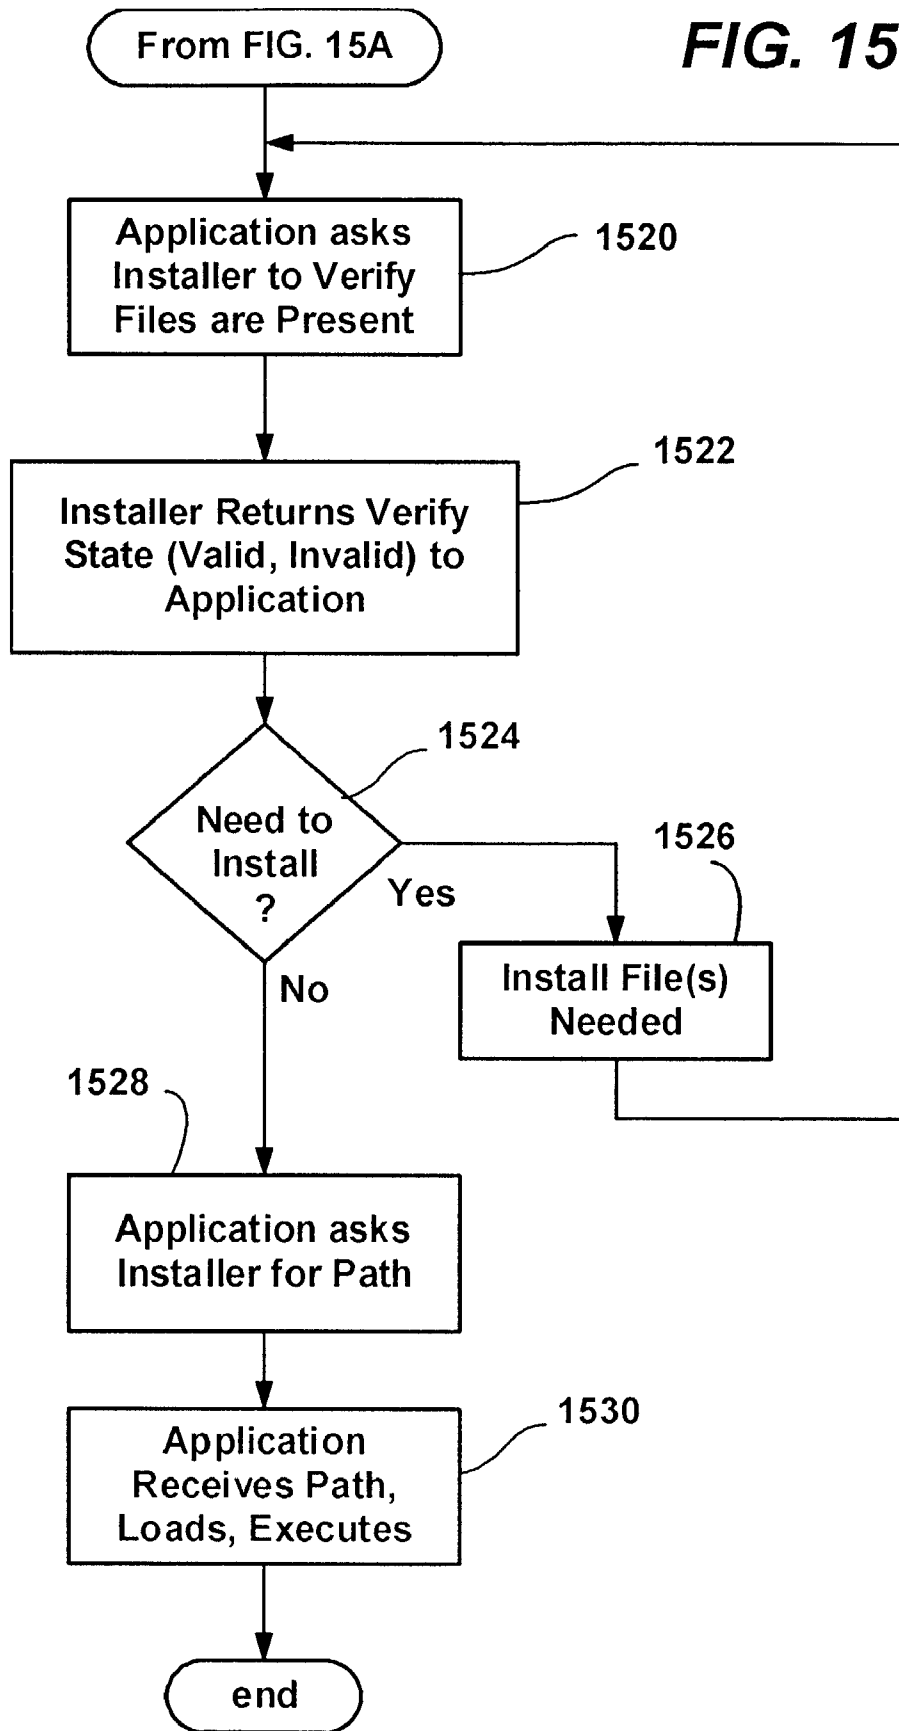 From FIG. 15A
FIG. 15
Application asks
Installer to Verify
Files are Present
1520
1522
Installer Returns Verify
State (Valid, Invalid) to
Application
1524
Need to
Install
?
Yes
1526
Install File(s)
Needed
No
1528
Application asks
Installer for Path
1530
Application
Receives Path,
Loads, Executes
end